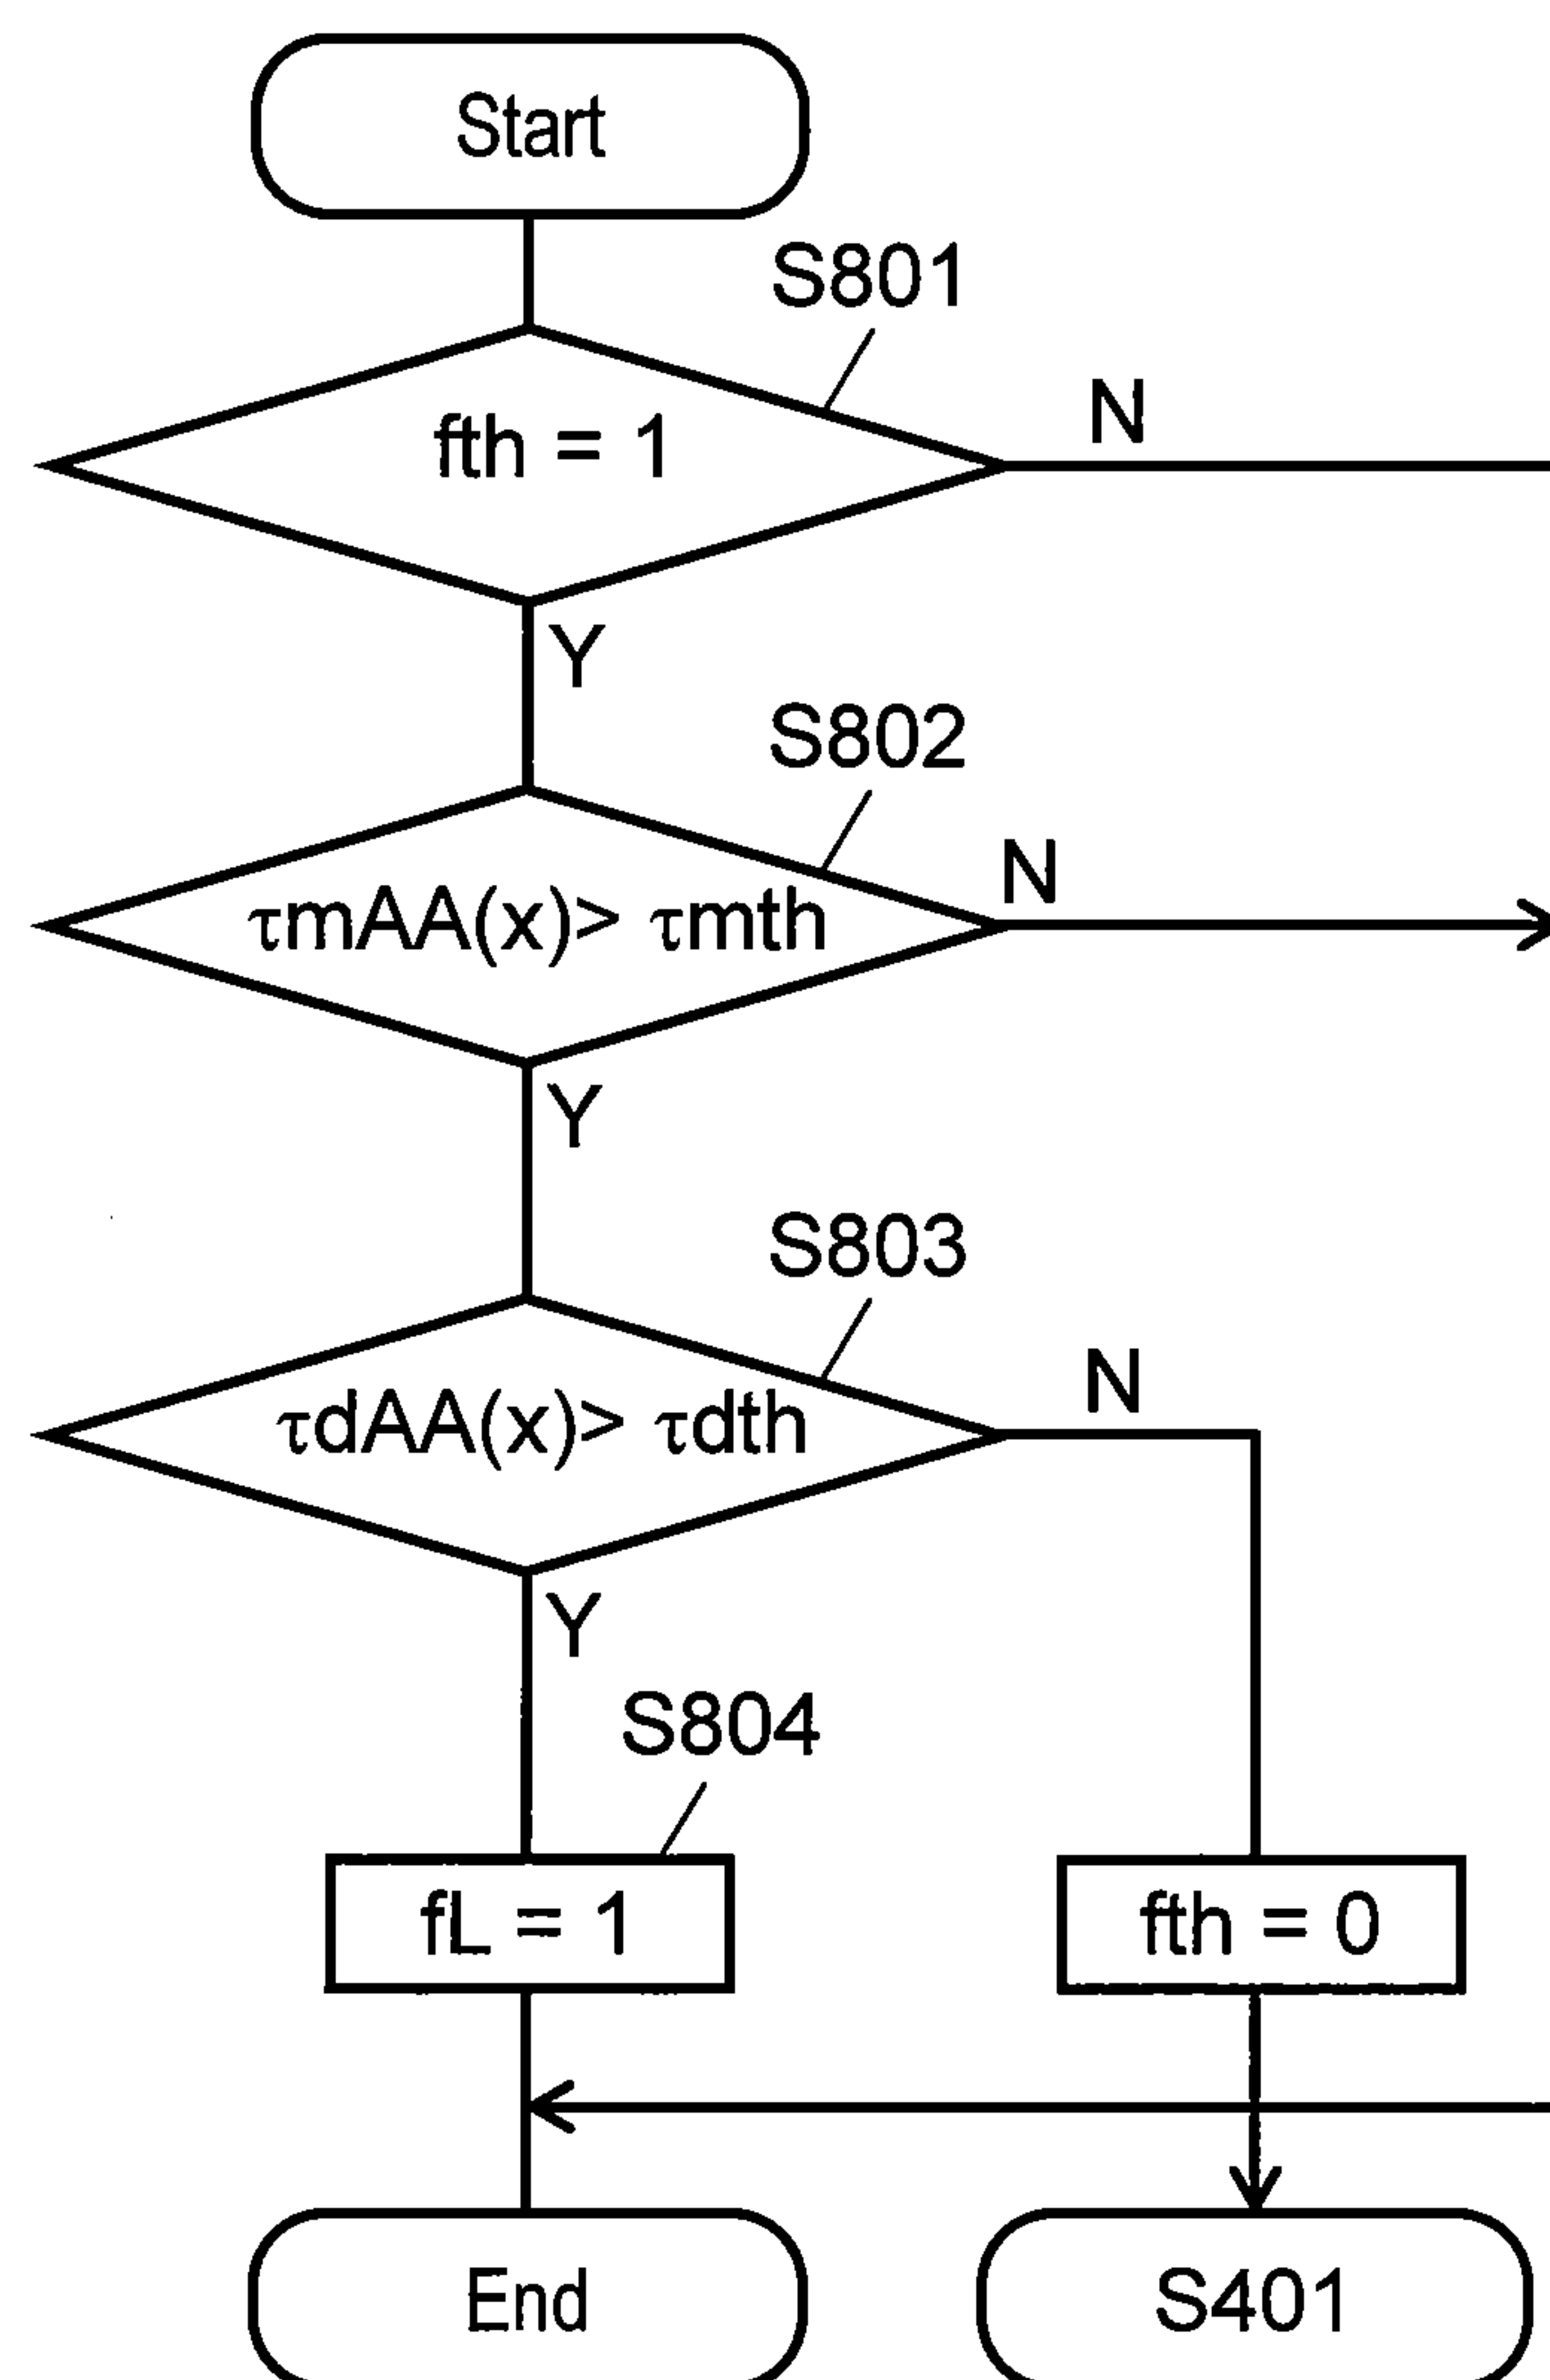 Start
S801
fth = 1
N
Y
S802
τmAA(x)> τmth
N
Y
S803
τdAA(x)> τdth
N
Y
S804
fL = 1
fth = 0
End
S401